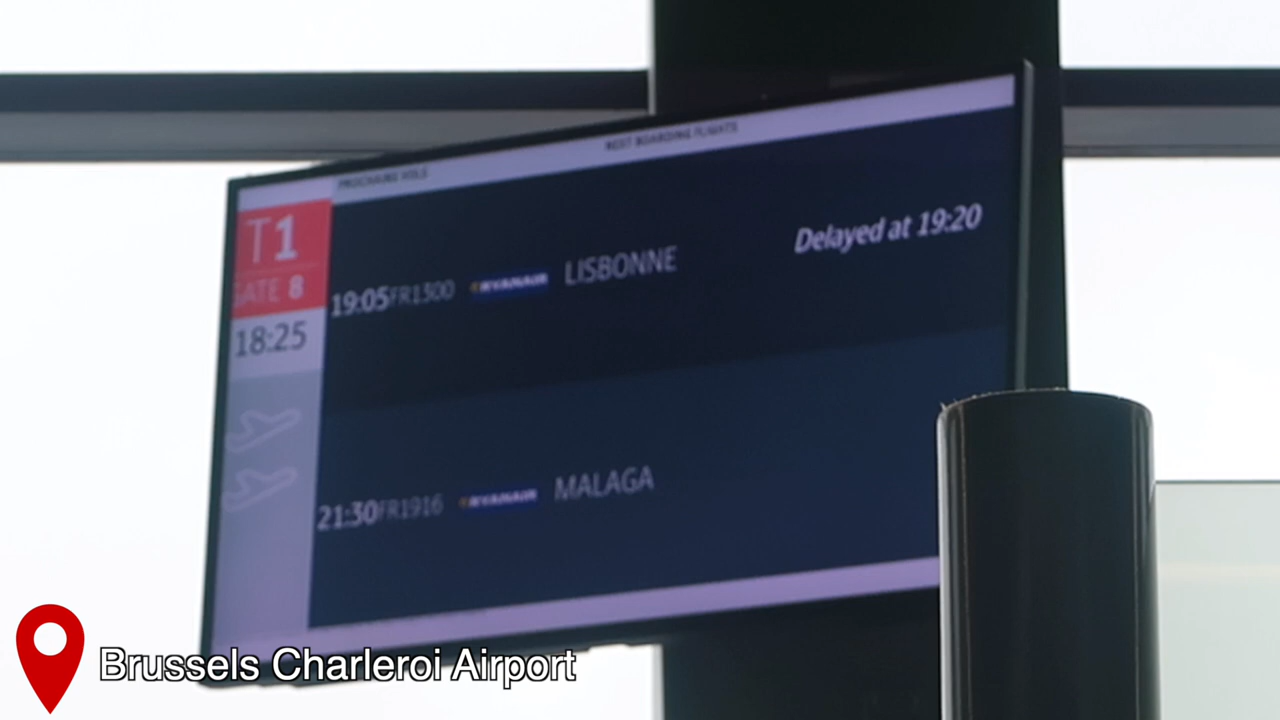 PROCHAINS VOLS
NEXT BOARDING FLIGHTS
T1
GATE 8
18:25
19:05 FR1300 RYANAIR LISBONNE Delayed at 19:20
21:30 FR1916 RYANAIR MALAGA
Brussels Charleroi Airport